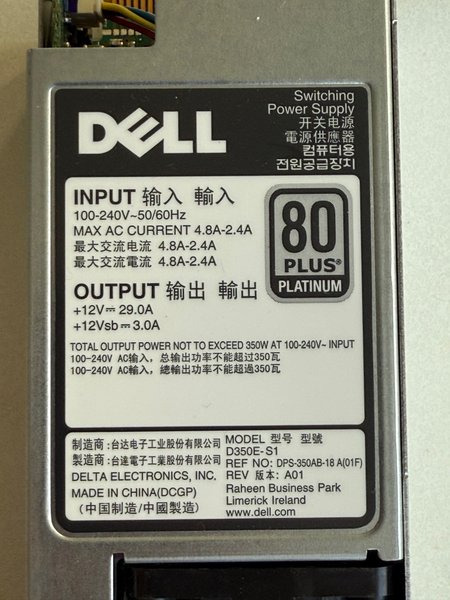 DELL
Switching
Power Supply
开关电源
電源供應器
컴퓨터용
전원공급장치
INPUT 输入 輸入
100-240V~50/60Hz
MAX AC CURRENT 4.8A-2.4A
最大交流电流 4.8A-2.4A
最大交流電流 4.8A-2.4A
80
PLUS®
PLATINUM
OUTPUT 输出 輸出
+12V⎓ 29.0A
+12Vsb⎓ 3.0A
TOTAL OUTPUT POWER NOT TO EXCEED 350W AT 100-240V~ INPUT
100-240V AC输入，总输出功率不能超过350瓦
100-240V AC輸入，總輸出功率不能超過350瓦
制造商：台达电子工业股份有限公司
製造商：台達電子工業股份有限公司
DELTA ELECTRONICS, INC.
MADE IN CHINA(DCGP)
（中国制造/中國製造）
MODEL 型号 型號
D350E-S1
REF NO: DPS-350AB-18 A(01F)
REV 版本: A01
Raheen Business Park
Limerick Ireland
www.dell.com